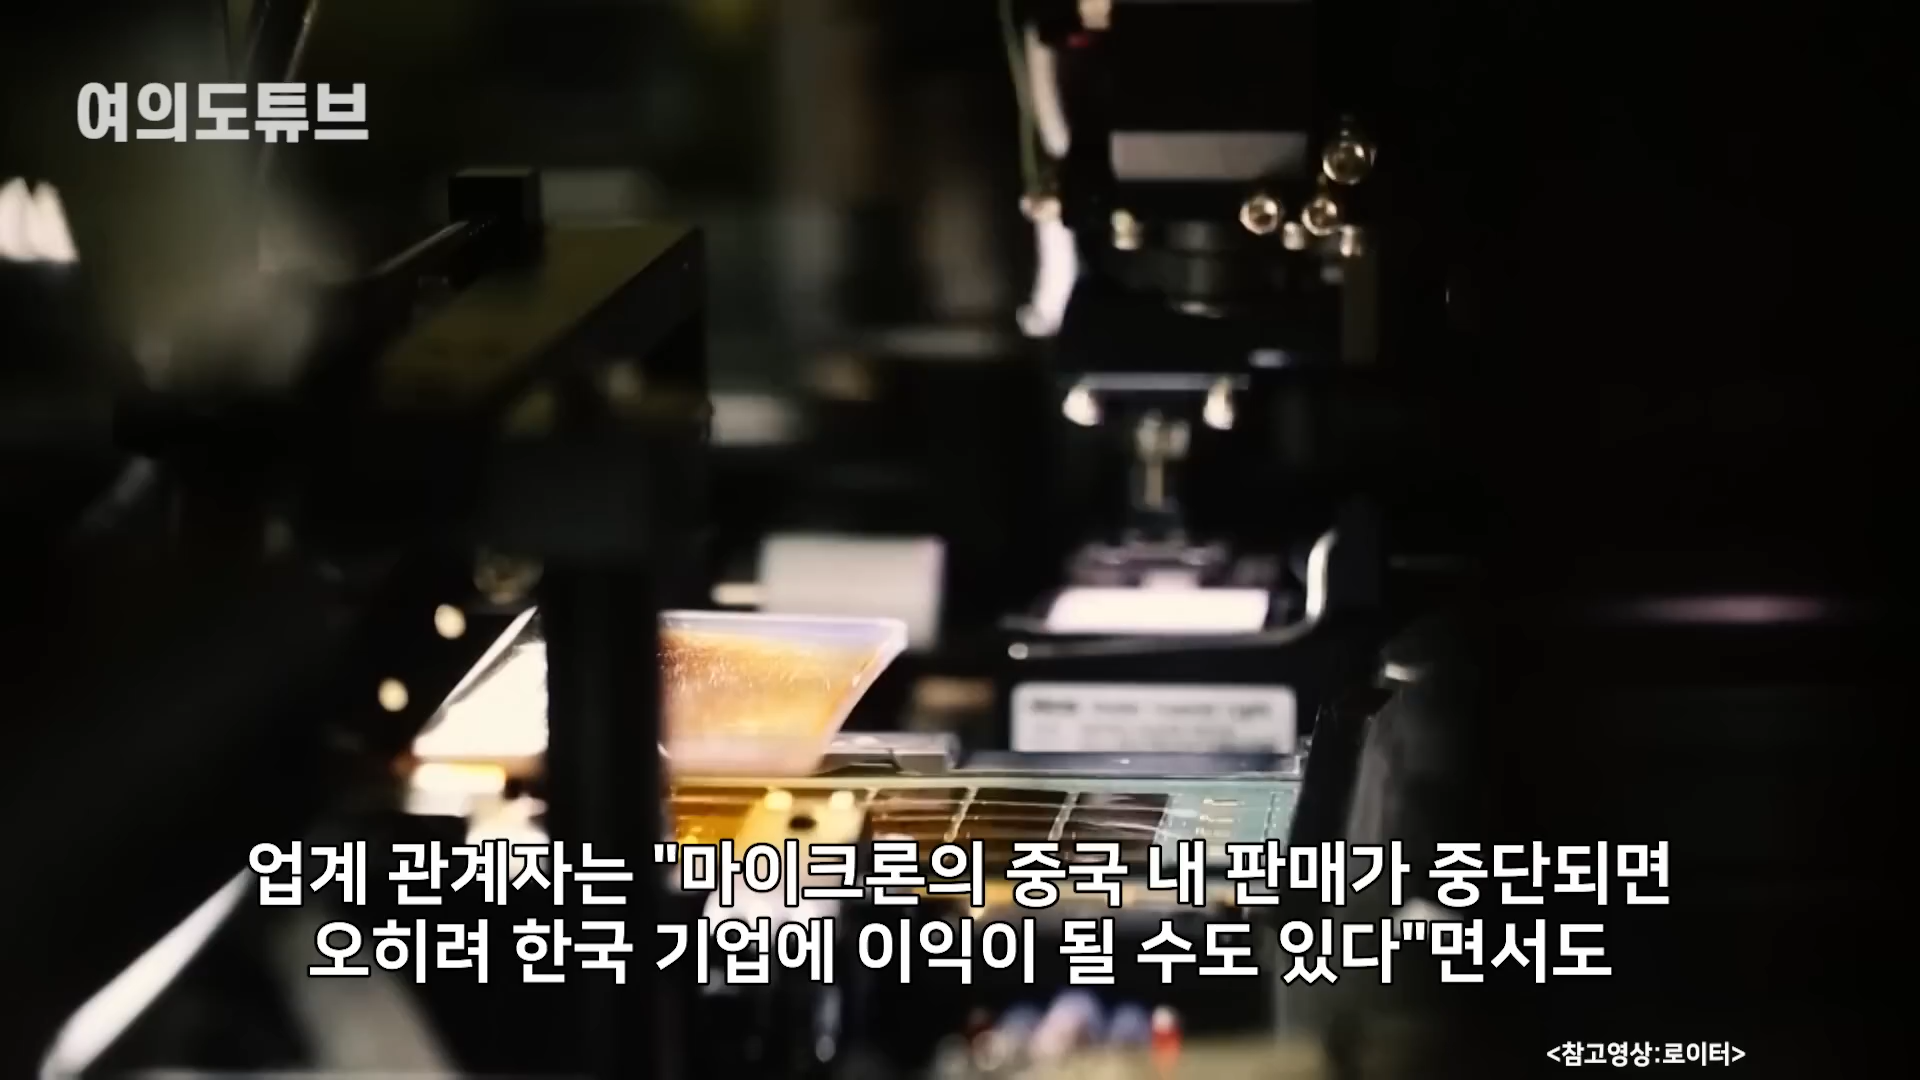 여의도튜브
업계 관계자는 "마이크론의 중국 내 판매가 중단되면
오히려 한국 기업에 이익이 될 수도 있다"면서도
<참고영상:로이터>